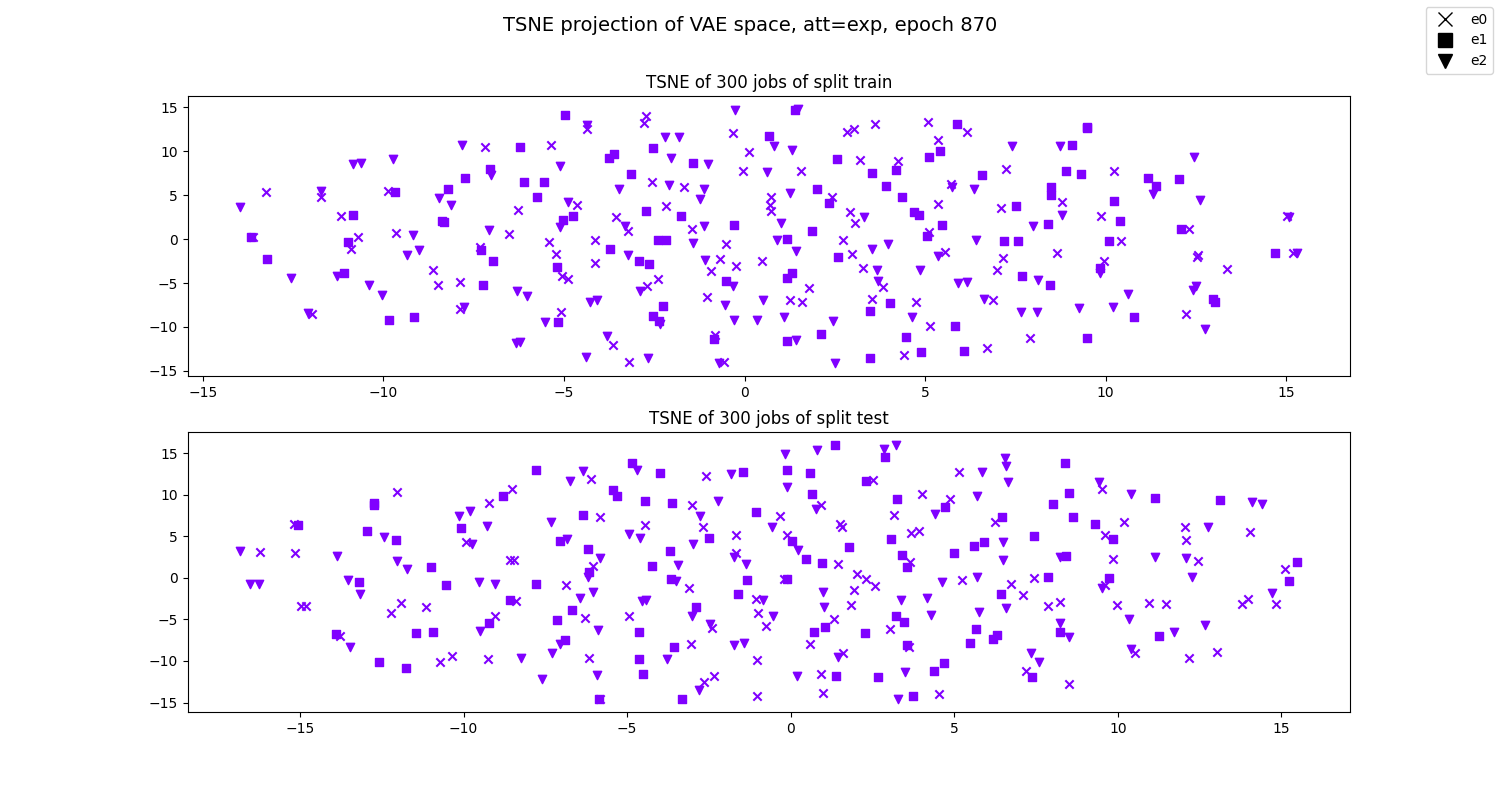 TSNE projection of VAE space, att=exp, epoch 870
e0
e1
e2
TSNE of 300 jobs of split train
15
10
5
0
−5
−10
−15
−15 −10 −5 0 5 10 15
TSNE of 300 jobs of split test
15
10
5
0
−5
−10
−15
−15 −10 −5 0 5 10 15